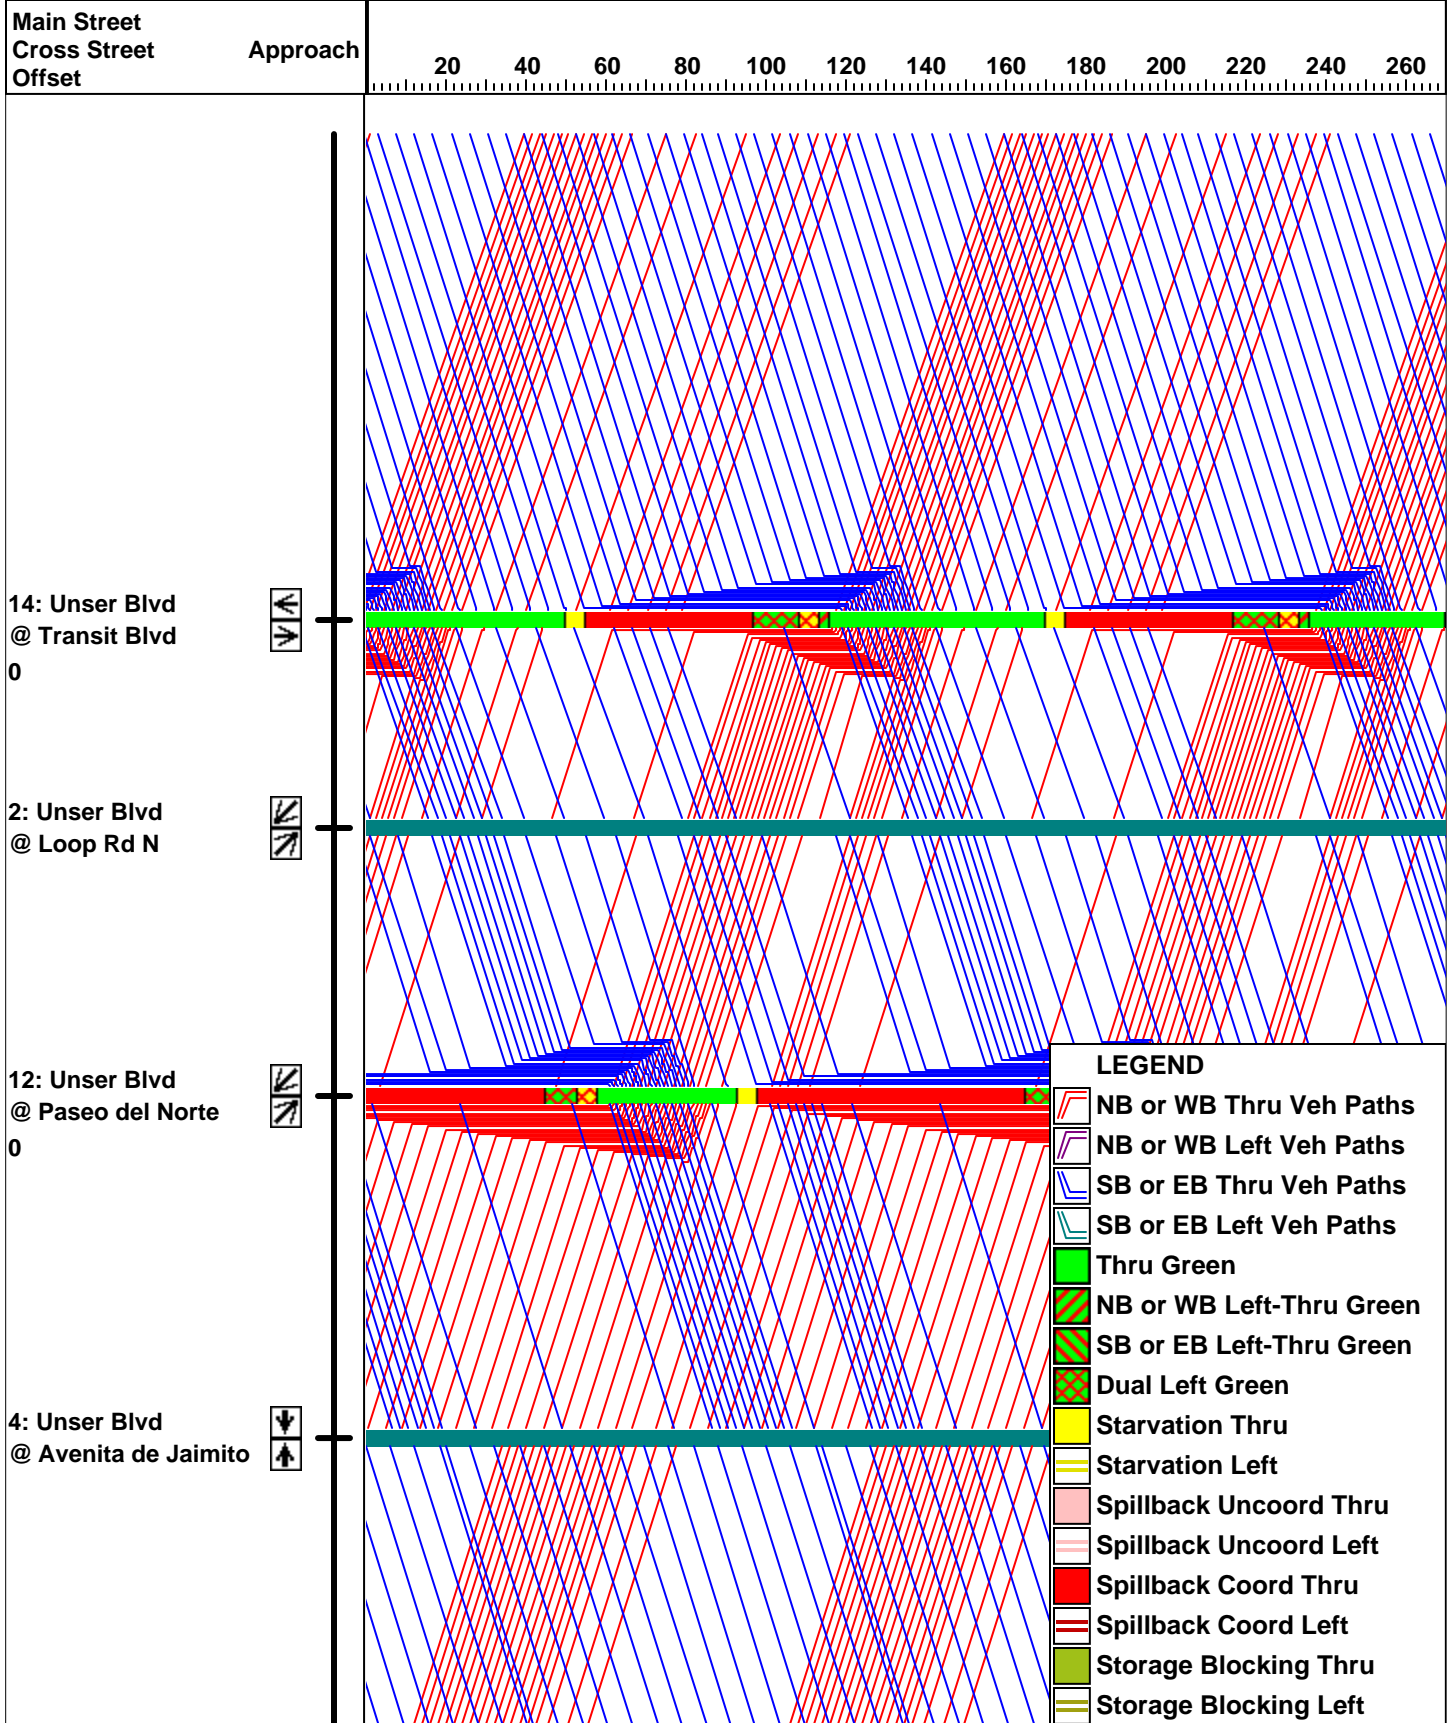 Main Street
Cross Street Approach
Offset
20 40 60 80 100 120 140 160 180 200 220 240 260
14: Unser Blvd
@ Transit Blvd
0
2: Unser Blvd
@ Loop Rd N
12: Unser Blvd
@ Paseo del Norte
0
4: Unser Blvd
@ Avenita de Jaimito
LEGEND
NB or WB Thru Veh Paths
NB or WB Left Veh Paths
SB or EB Thru Veh Paths
SB or EB Left Veh Paths
Thru Green
NB or WB Left-Thru Green
SB or EB Left-Thru Green
Dual Left Green
Starvation Thru
Starvation Left
Spillback Uncoord Thru
Spillback Uncoord Left
Spillback Coord Thru
Spillback Coord Left
Storage Blocking Thru
Storage Blocking Left